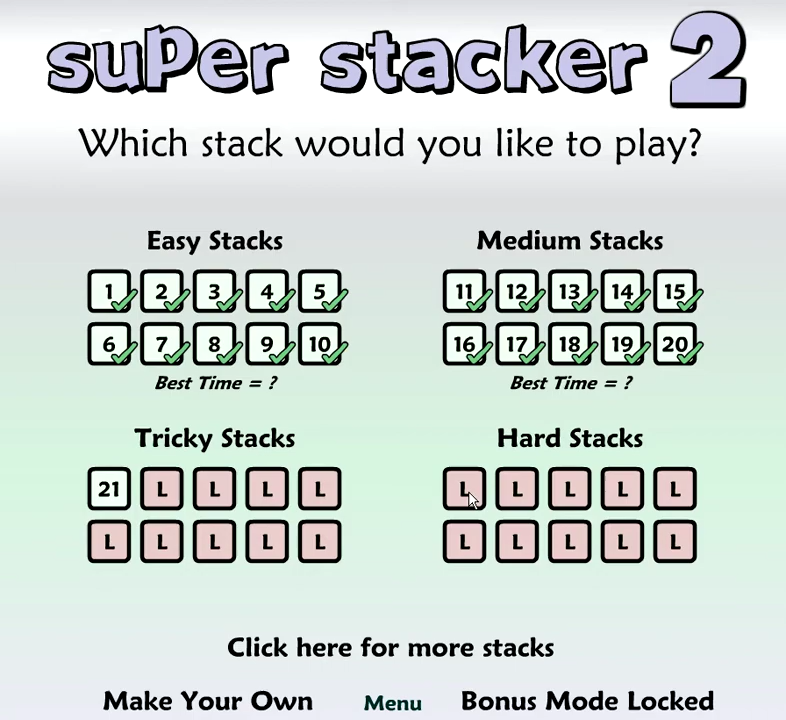 super stacker 2
Which stack would you like to play?
Easy Stacks
1 2 3 4 5
6 7 8 9 10
Best Time = ?
Medium Stacks
11 12 13 14 15
16 17 18 19 20
Best Time = ?
Tricky Stacks
21 L L L L
L L L L L
Hard Stacks
L L L L L
L L L L L
Click here for more stacks
Make Your Own Menu Bonus Mode Locked